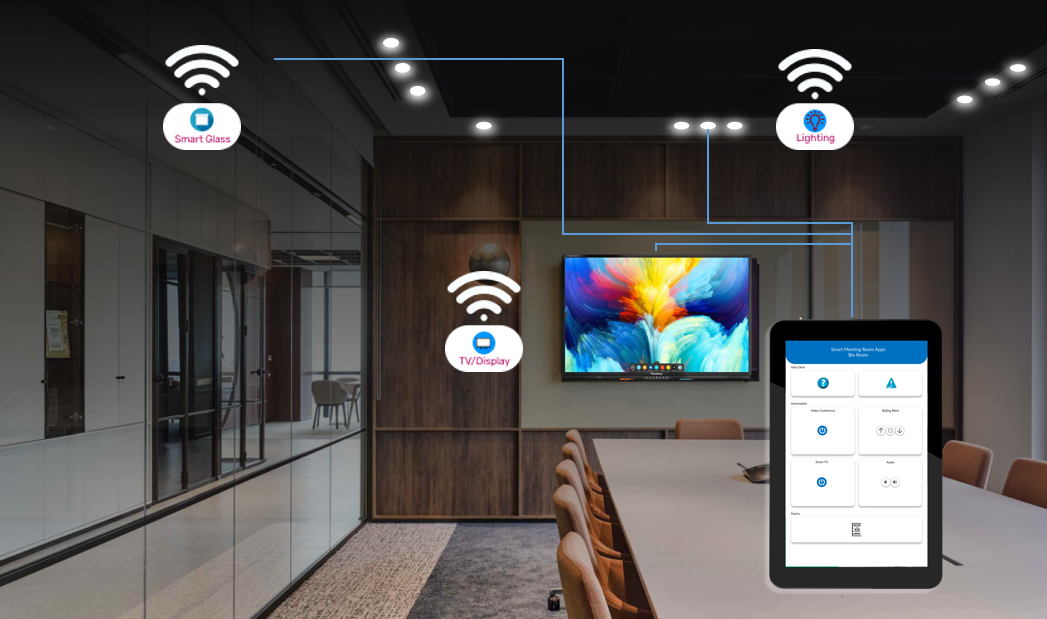 Smart Glass
Lighting
TV/Display
Smart Meeting Room Apps
Bio Room
Help Desk
Automation
Video Conference
Rolling Blind
Smart TV
Audio